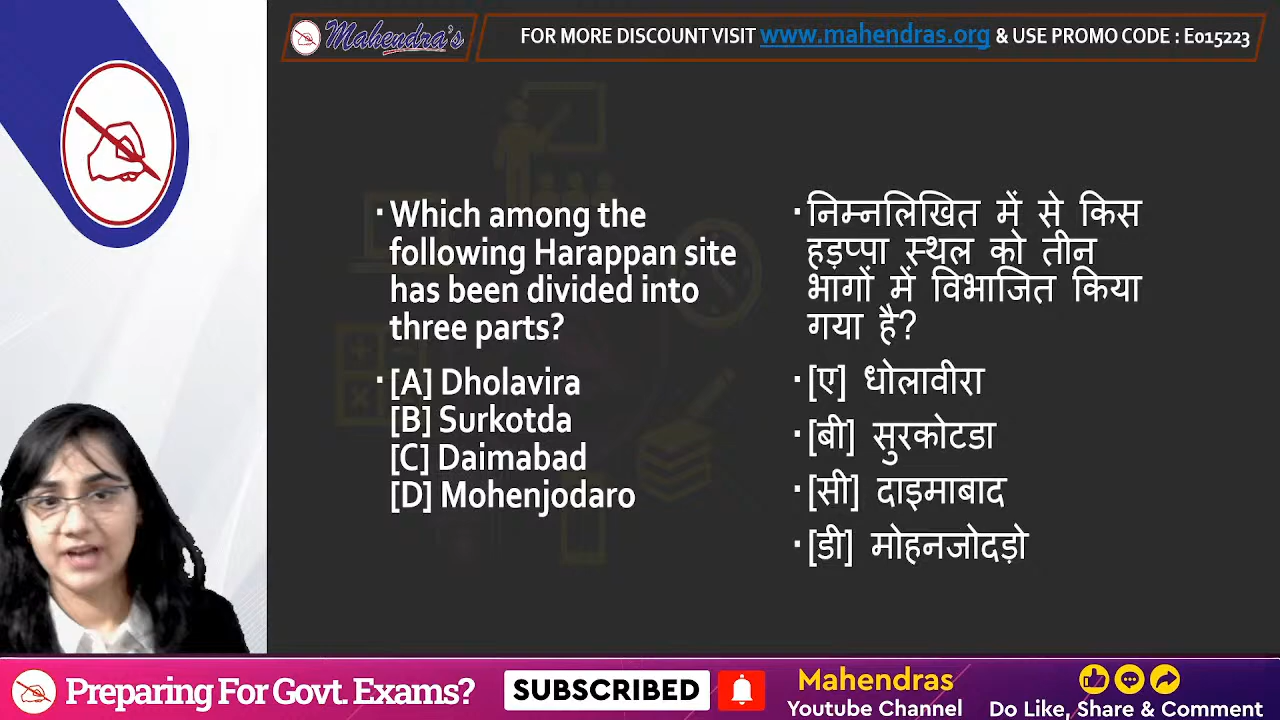 Mahendra's
FOR MORE DISCOUNT VISIT www.mahendras.org & USE PROMO CODE : E015223
· Which among the
following Harappan site
has been divided into
three parts?
· [A] Dholavira
[B] Surkotda
[C] Daimabad
[D] Mohenjodaro
· निम्नलिखित में से किस
हड़प्पा स्थल को तीन
भागों में विभाजित किया
गया है?
· [ए] धोलावीरा
· [बी] सुरकोटडा
· [सी] दाइमाबाद
· [डी] मोहनजोदड़ो
Preparing For Govt. Exams?
SUBSCRIBED
Mahendras
Youtube Channel
Do Like, Share & Comment